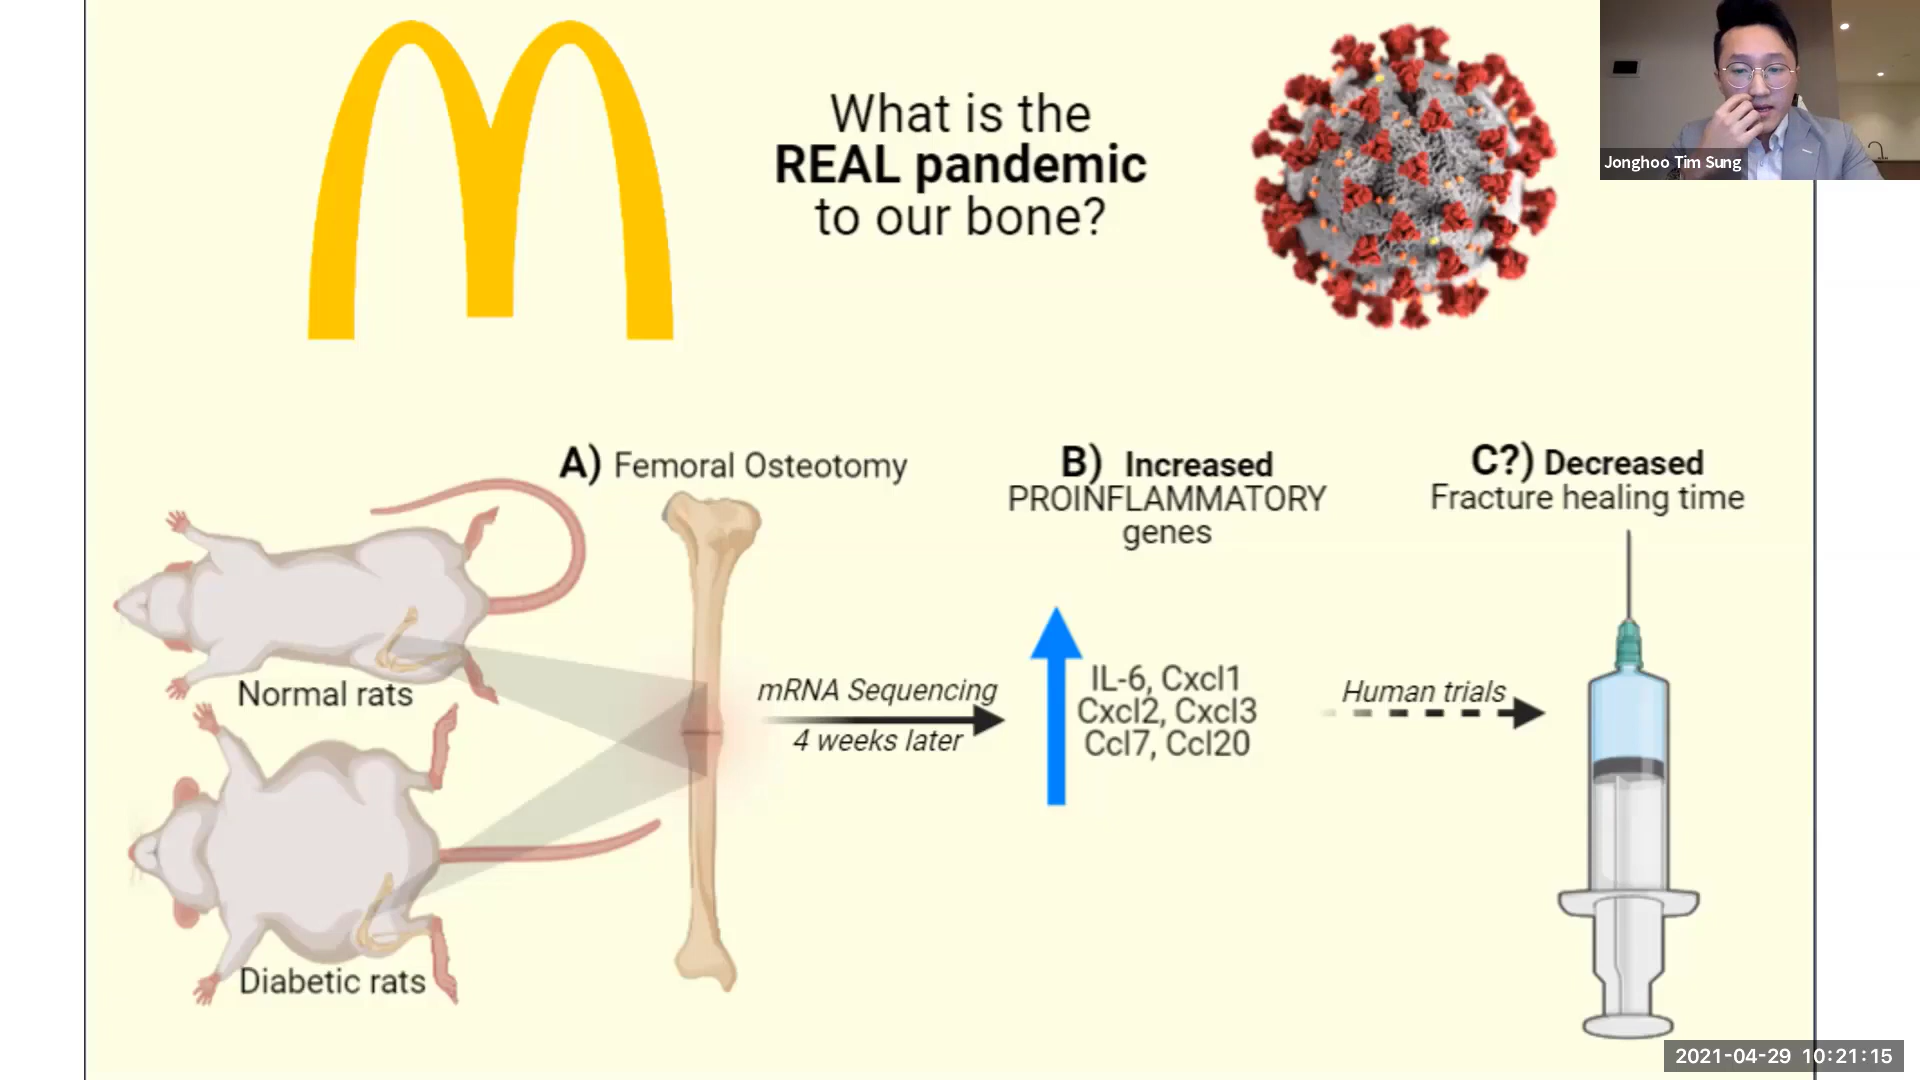 What is the
REAL pandemic
to our bone?
Jonghoo Tim Sung
A) Femoral Osteotomy
B) Increased
PROINFLAMMATORY
genes
C?) Decreased
Fracture healing time
Normal rats
mRNA Sequencing
4 weeks later
IL-6, Cxcl1
Cxcl2, Cxcl3
Ccl7, Ccl20
Human trials
Diabetic rats
2021-04-29 10:21:15